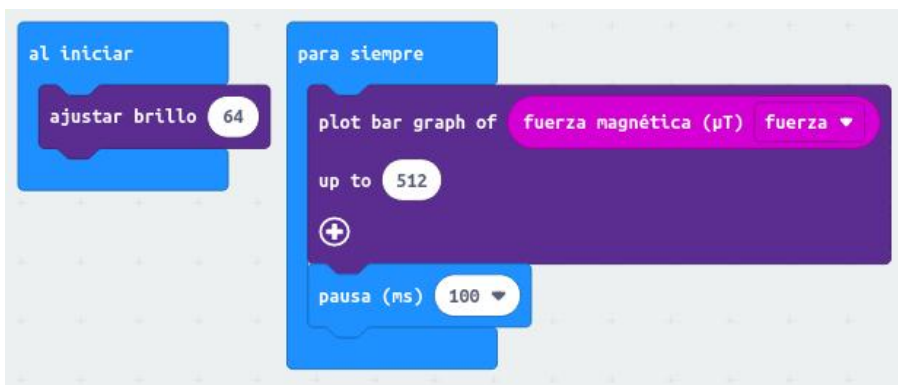 al iniciar
ajustar brillo 64
para siempre
plot bar graph of fuerza magnética (µT) fuerza
up to 512
pausa (ms) 100